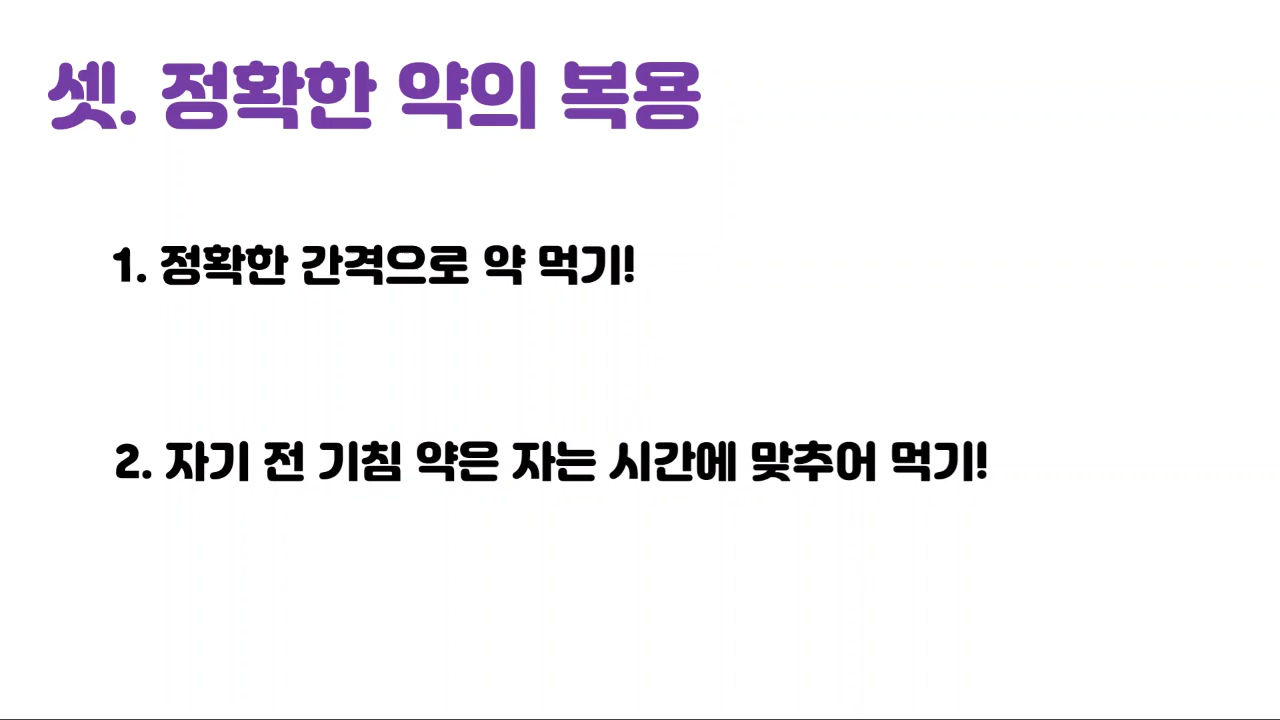 셋. 정확한 약의 복용
1. 정확한 간격으로 약 먹기!
2. 자기 전 기침 약은 자는 시간에 맞추어 먹기!